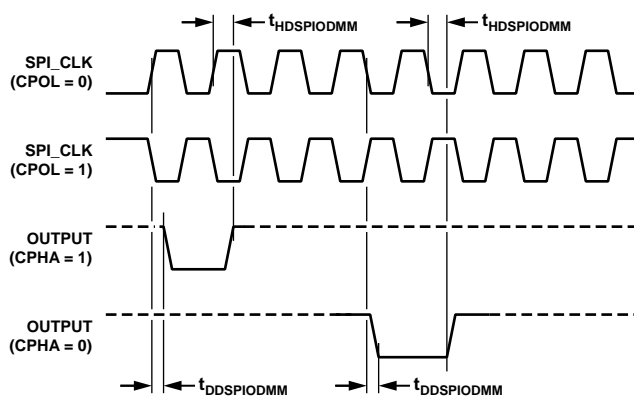 tHDSPIODMM
tHDSPIODMM
SPI_CLK
(CPOL = 0)
SPI_CLK
(CPOL = 1)
OUTPUT
(CPHA = 1)
OUTPUT
(CPHA = 0)
tDDSPIODMM
tDDSPIODMM